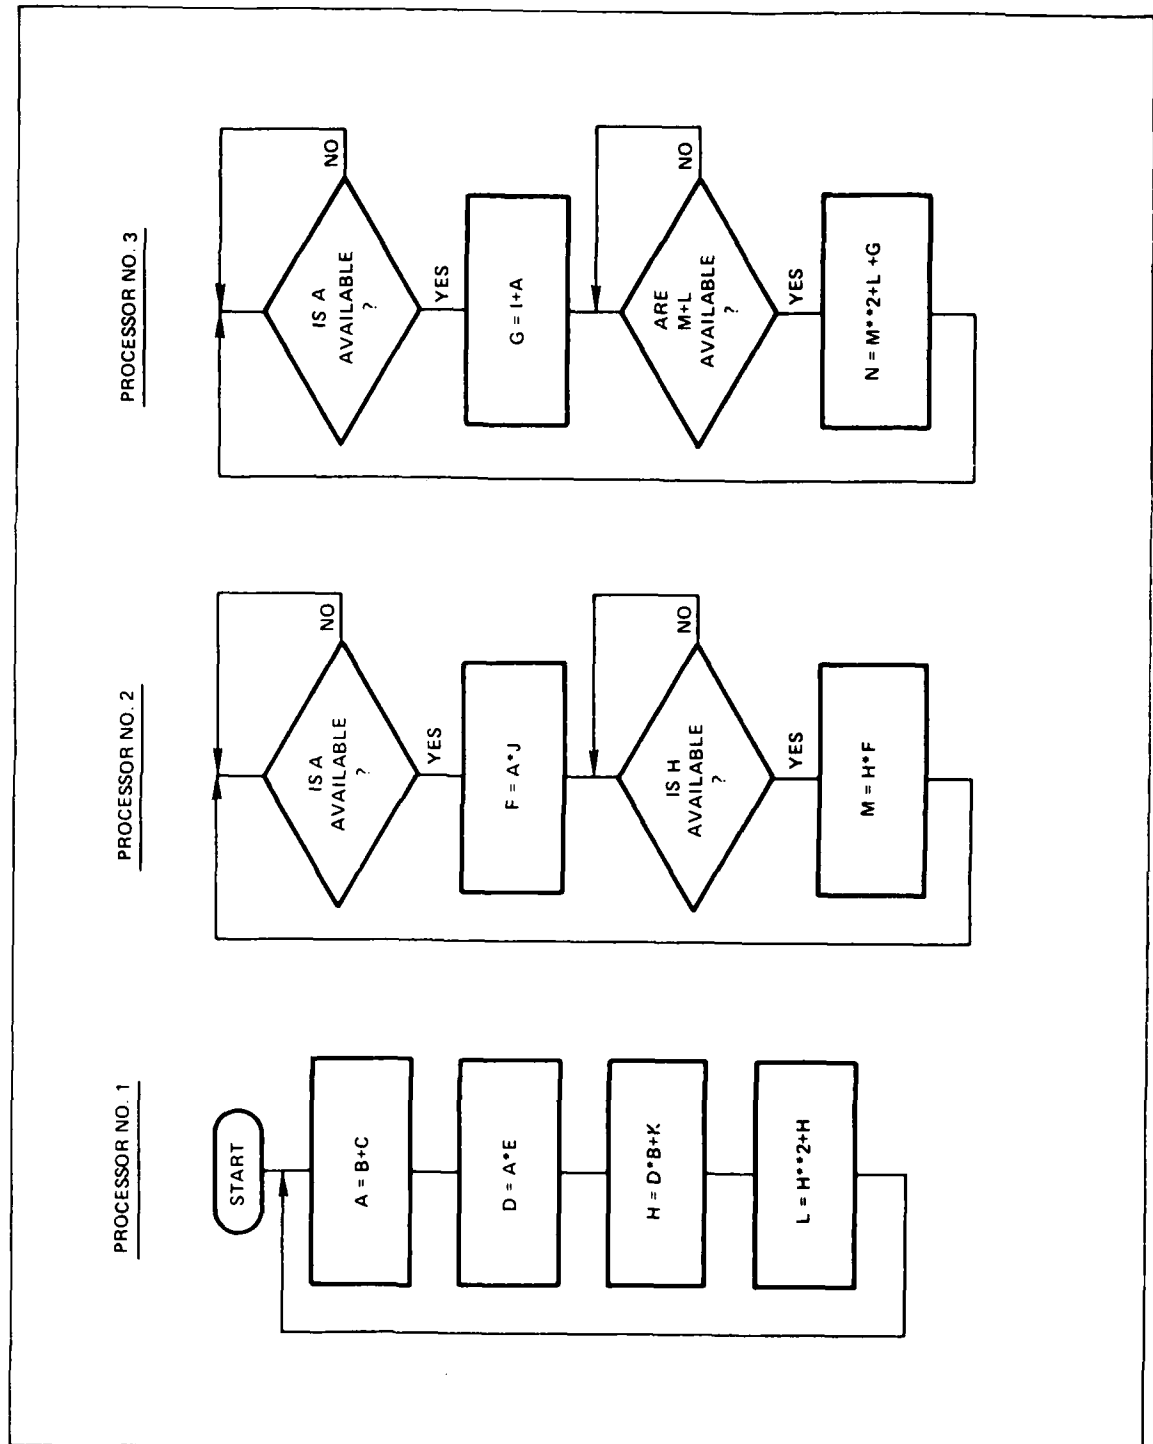 PROCESSOR NO. 1
START
A = B+C
D = A*E
H = D*B+K
L = H**2+H
PROCESSOR NO. 2
IS A
AVAILABLE
?
NO
YES
F = A*J
IS H
AVAILABLE
?
NO
YES
M = H*F
PROCESSOR NO. 3
IS A
AVAILABLE
?
NO
YES
G = I+A
ARE
M+L
AVAILABLE
?
NO
YES
N = M**2+L +G